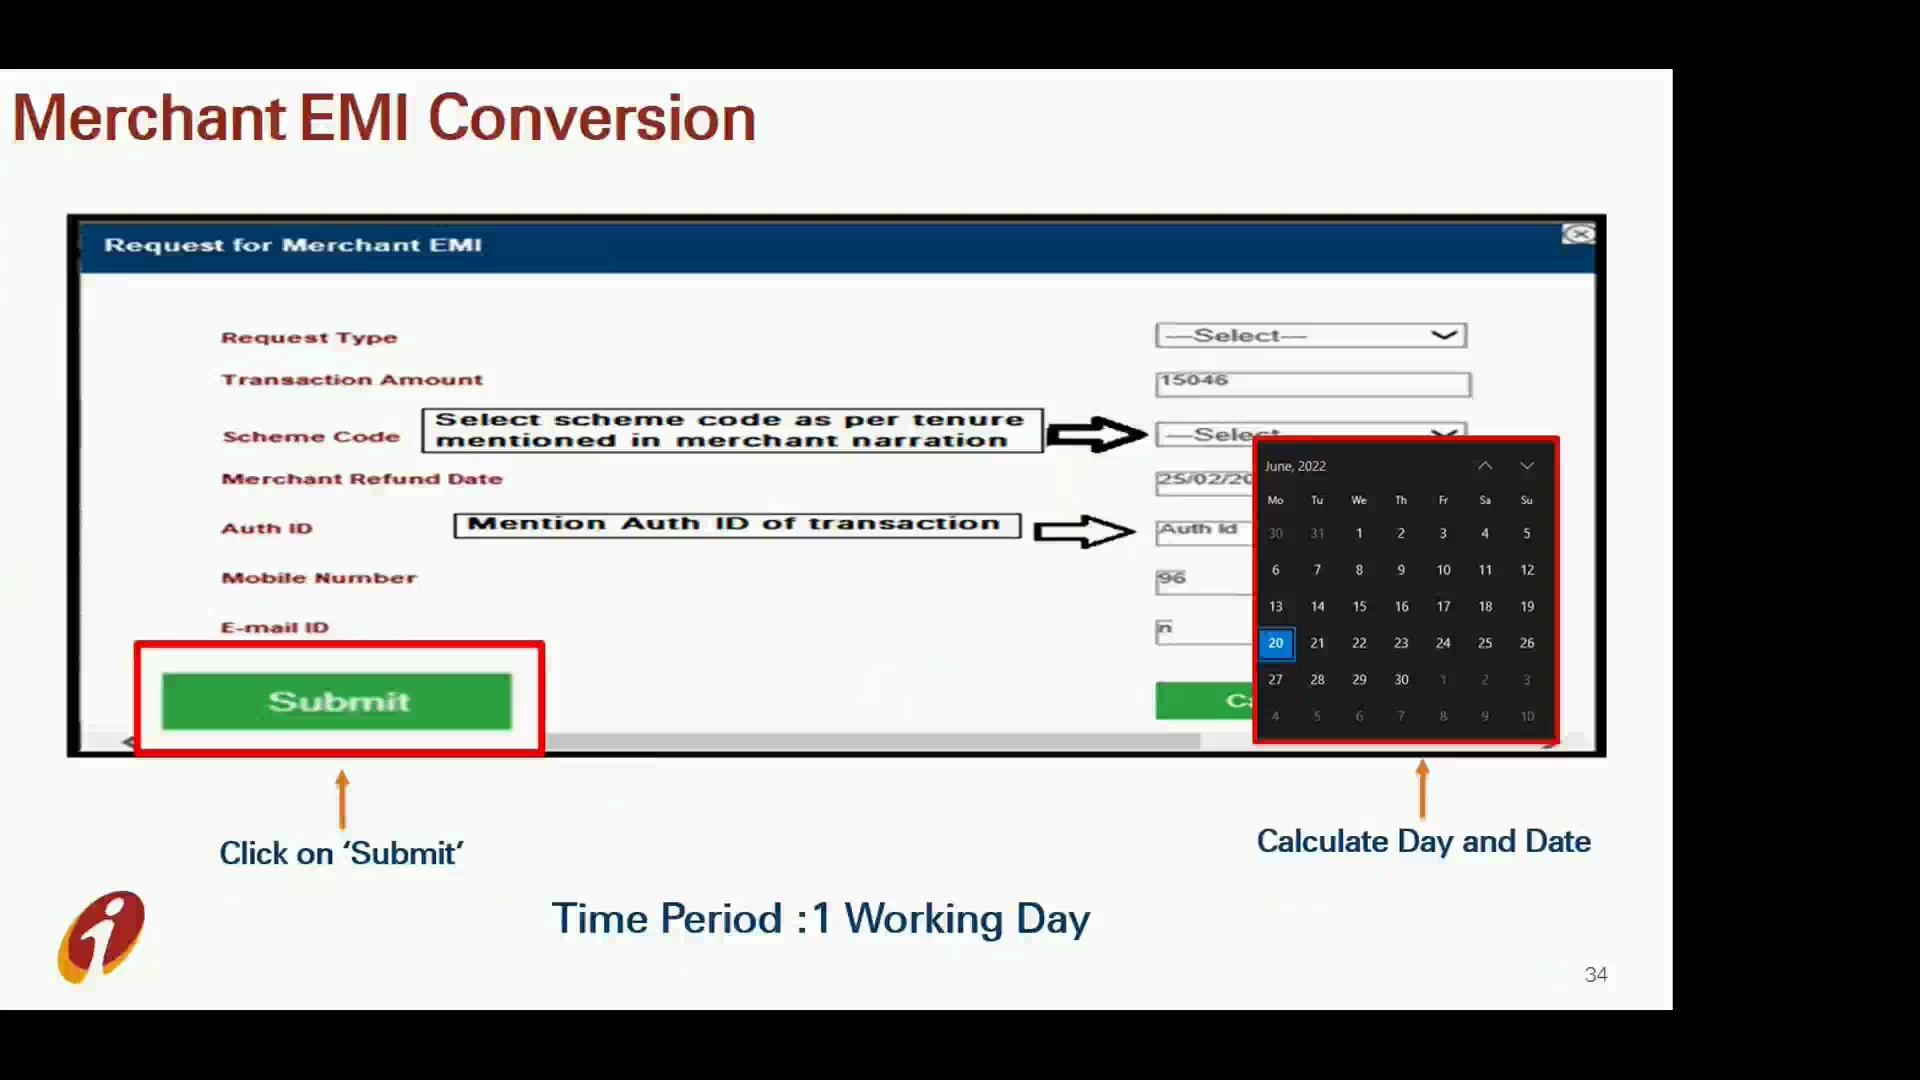 Merchant EMI Conversion
Request for Merchant EMI
Request Type
—Select—
Transaction Amount
15046
Scheme Code
Select scheme code as per tenure
mentioned in merchant narration
—Select
Merchant Refund Date
25/02/20
Auth ID
Mention Auth ID of transaction
Auth Id
Mobile Number
96
E-mail ID
n
Submit
Ca
June, 2022
Mo Tu We Th Fr Sa Su
30 31 1 2 3 4 5
6 7 8 9 10 11 12
13 14 15 16 17 18 19
20 21 22 23 24 25 26
27 28 29 30 1 2 3
4 5 6 7 8 9 10
Click on ‘Submit’
Calculate Day and Date
Time Period :1 Working Day
34